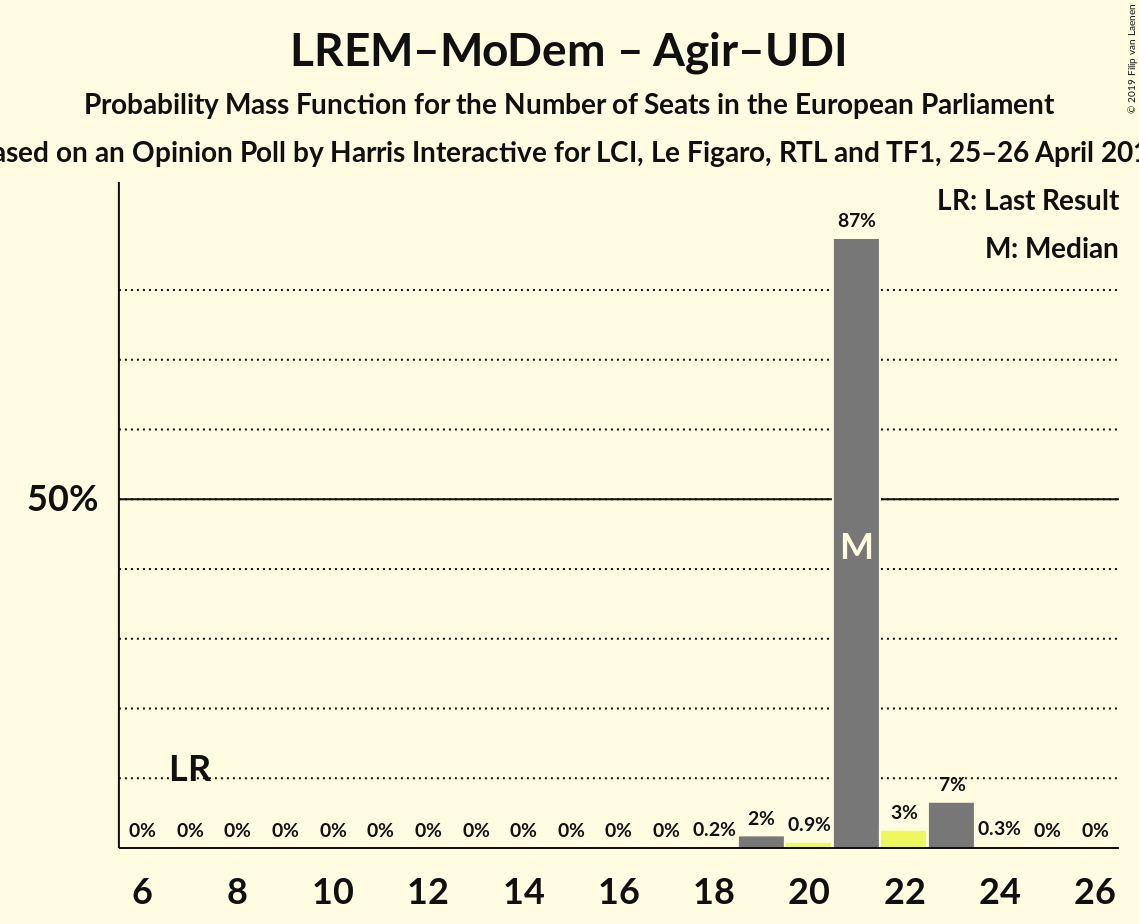 LREM–MoDem – Agir–UDI
Probability Mass Function for the Number of Seats in the European Parliament
ased on an Opinion Poll by Harris Interactive for LCI, Le Figaro, RTL and TF1, 25–26 April 201
© 2019 Filip van Laenen
LR: Last Result
M: Median
87%
50%
M
LR
0% 0% 0% 0% 0% 0% 0% 0% 0% 0% 0% 0% 0.2% 2% 0.9% 3% 7% 0.3% 0% 0%
6 8 10 12 14 16 18 20 22 24 26